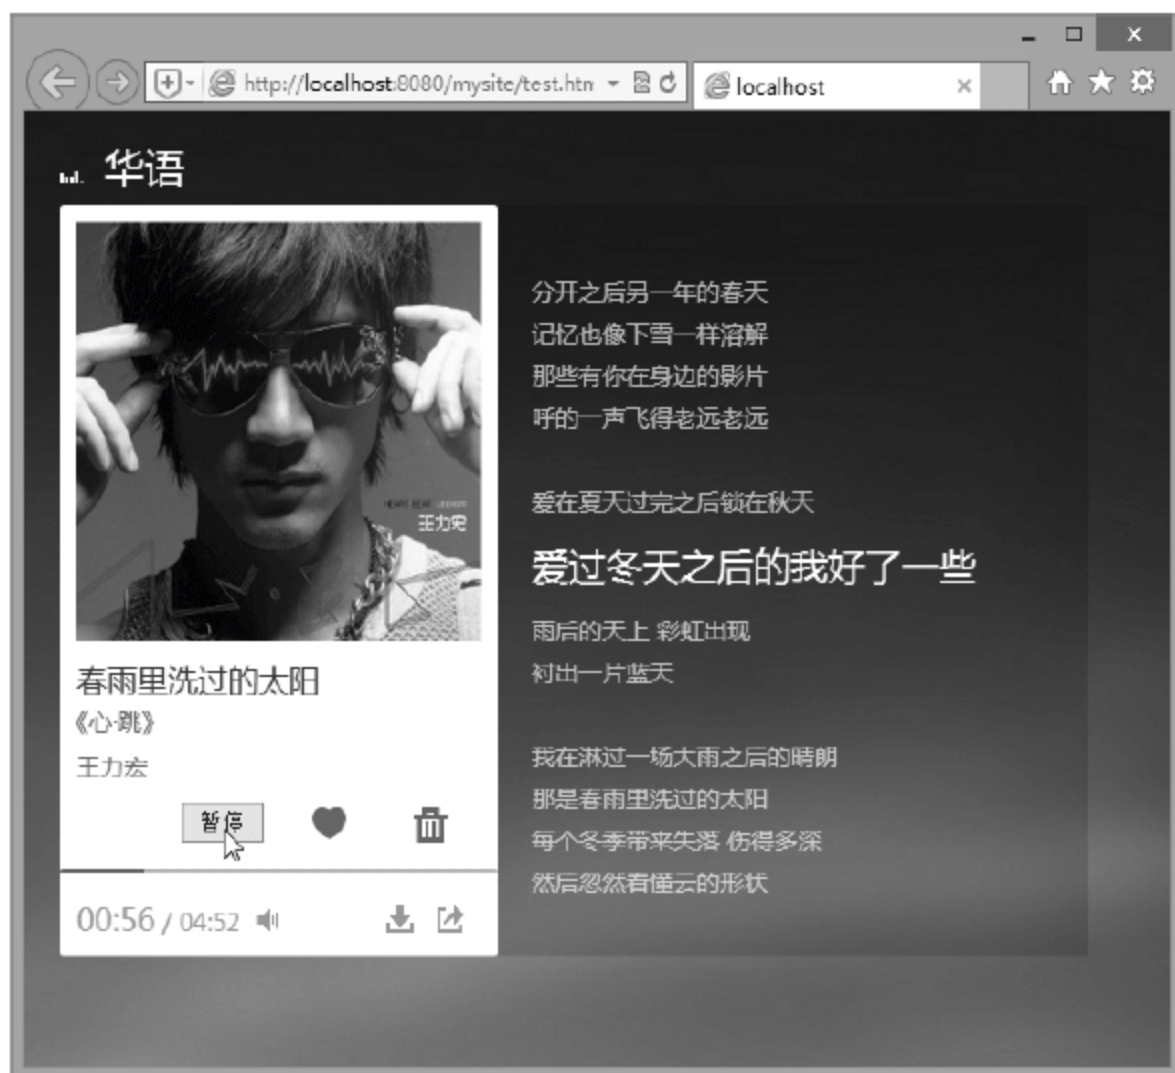 http://localhost:8080/mysite/test.htm
localhost
华语
HEART BEAT
王力宏
春雨里洗过的太阳
《心·跳》
王力宏
暂停
00:56 / 04:52
分开之后另一年的春天
记忆也像下雪一样溶解
那些有你在身边的影片
呼的一声飞得老远老远
爱在夏天过完之后锁在秋天
爱过冬天之后的我好了一些
雨后的天上 彩虹出现
衬出一片蓝天
我在淋过一场大雨之后的晴朗
那是春雨里洗过的太阳
每个冬季带来失落 伤得多深
然后忽然看懂云的形状